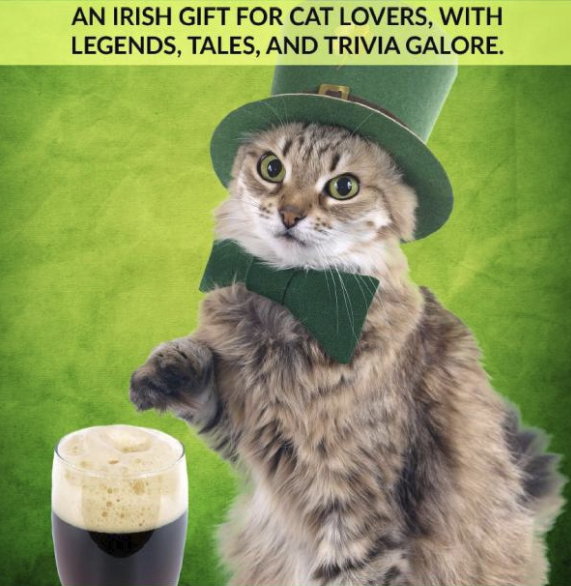 AN IRISH GIFT FOR CAT LOVERS, WITH
LEGENDS, TALES, AND TRIVIA GALORE.